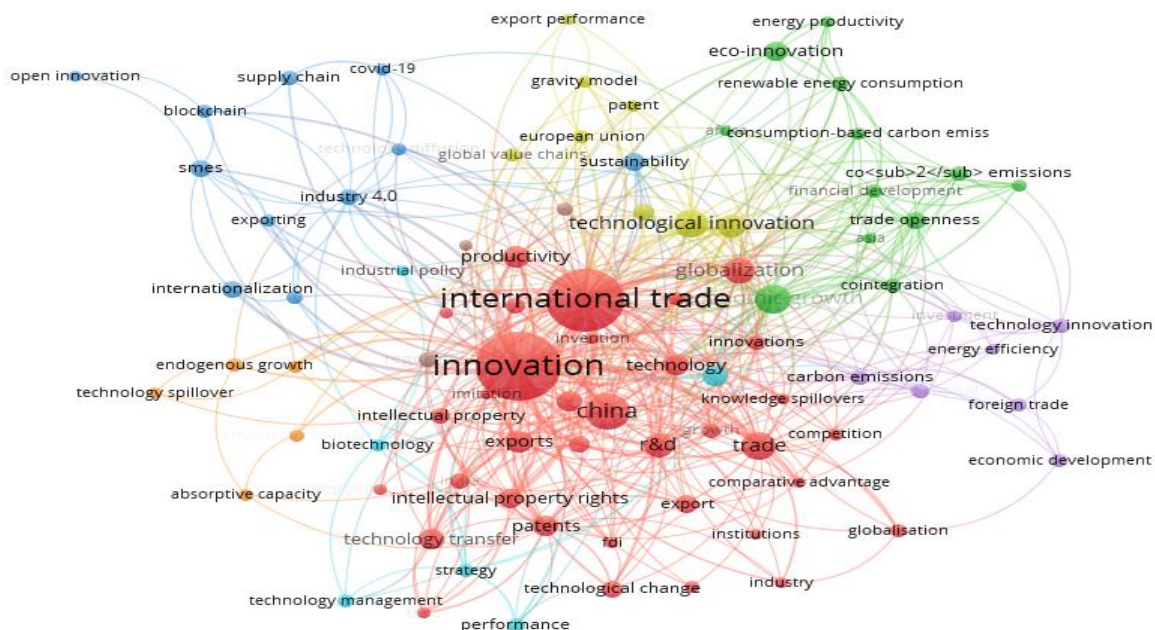 export performance
energy productivity
eco-innovation
open innovation
supply chain
covid-19
gravity model
renewable energy consumption
blockchain
patent
european union
consumption-based carbon emiss
technology diffusion
global value chains
sustainability
smes
co<sub>2</sub> emissions
industry 4.0
financial development
exporting
technological innovation
trade openness
asia
productivity
industrial policy
globalization
internationalization
international trade
cointegration
investment
technology innovation
invention
innovations
energy efficiency
endogenous growth
innovation
technology
carbon emissions
technology spillover
imitation
knowledge spillovers
foreign trade
intellectual property
china
growth
competition
biotechnology
exports
r&d
trade
economic development
comparative advantage
absorptive capacity
intellectual property rights
export
patents
technology transfer
fdi
institutions
globalisation
strategy
technological change
industry
technology management
performance